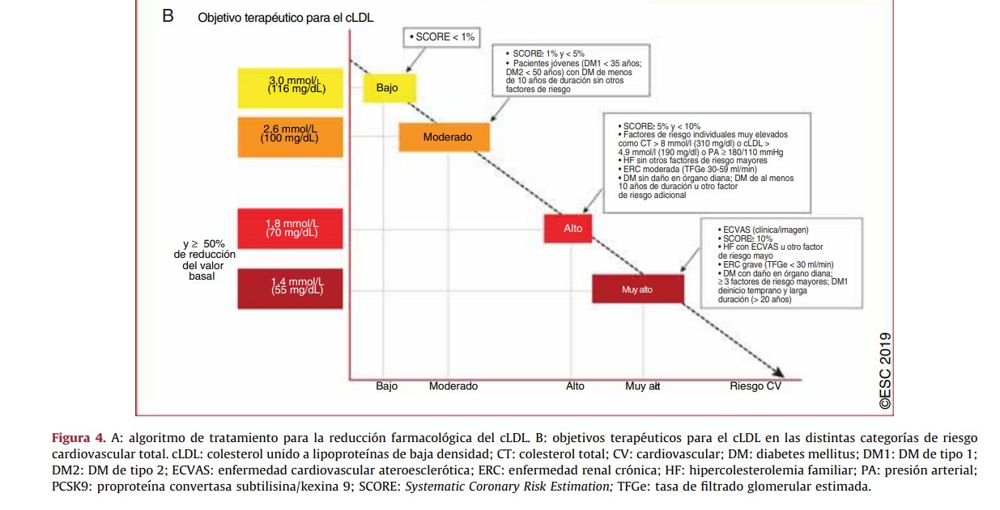 B
Objetivo terapéutico para el cLDL
• SCORE < 1%
• SCORE≥ 1% y < 5%
• Pacientes jóvenes (DM1 < 35 años;
DM2 < 50 años) con DM de menos
de 10 años de duración sin otros
factores de riesgo
3,0 mmol/L
(116 mg/dL)
Bajo
2,6 mmol/L
(100 mg/dL)
Moderado
• SCORE≥ 5% y < 10%
• Factores de riesgo individuales muy elevados
como CT > 8 mmol/l (310 mg/dl) o cLDL >
4,9 mmol/l (190 mg/dl) o PA ≥ 180/110 mmHg
• HF sin otros factores de riesgo mayores
• ERC moderada (TFGe 30-59 ml/min)
• DM sin daño en órgano diana; DM de al menos
10 años de duración u otro factor
de riesgo adicional
1,8 mmol/L
(70 mg/dL)
Alto
y ≥ 50%
de reducción
del valor
basal
1,4 mmol/L
(55 mg/dL)
Muy alto
• ECVAS (clínica/imagen)
• SCORE≥ 10%
• HF con ECVAS u otro factor
de riesgo mayo
• ERC grave (TFGe < 30 ml/min)
• DM con daño en órgano diana;
≥ 3 factores de riesgo mayores; DM1
deinicio temprano y larga
duración (> 20 años)
Bajo
Moderado
Alto
Muy alt
Riesgo CV
©ESC 2019
Figura 4. A: algoritmo de tratamiento para la reducción farmacológica del cLDL. B: objetivos terapéuticos para el cLDL en las distintas categorías de riesgo
cardiovascular total. cLDL: colesterol unido a lipoproteínas de baja densidad; CT: colesterol total; CV: cardiovascular; DM: diabetes mellitus; DM1: DM de tipo 1;
DM2: DM de tipo 2; ECVAS: enfermedad cardiovascular aterosclerótica; ERC: enfermedad renal crónica; HF: hipercolesterolemia familiar; PA: presión arterial;
PCSK9: proproteína convertasa subtilisina/kexina 9; SCORE: Systematic Coronary Risk Estimation; TFGe: tasa de filtrado glomerular estimada.